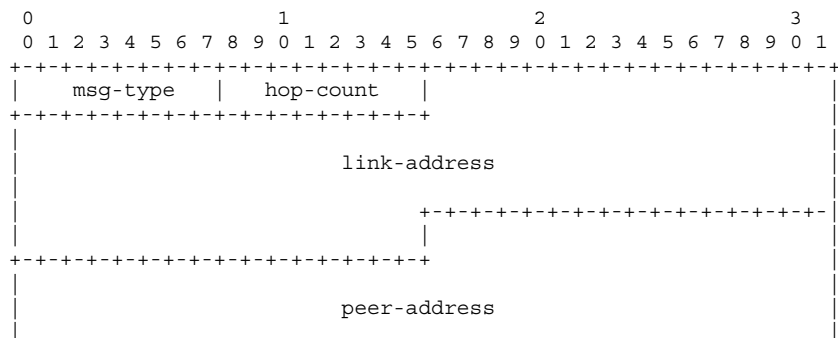 0                   1                   2                   3
 0 1 2 3 4 5 6 7 8 9 0 1 2 3 4 5 6 7 8 9 0 1 2 3 4 5 6 7 8 9 0 1
+-+-+-+-+-+-+-+-+-+-+-+-+-+-+-+-+-+-+-+-+-+-+-+-+-+-+-+-+-+-+-+-+
|    msg-type   |   hop-count   |                               |
+-+-+-+-+-+-+-+-+-+-+-+-+-+-+-+-+                               |
|                                                               |
|                         link-address                          |
|                                                               |
|                               +-+-+-+-+-+-+-+-+-+-+-+-+-+-+-+-|
|                               |                               |
+-+-+-+-+-+-+-+-+-+-+-+-+-+-+-+-+                               |
|                                                               |
|                         peer-address                          |
|                                                               |